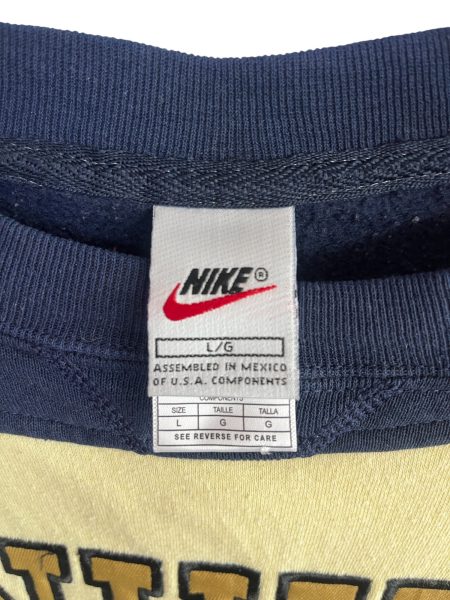 NIKE ®
L/G
ASSEMBLED IN MEXICO
OF U.S.A. COMPONENTS
COMPONENTS
SIZE TAILLE TALLA
L G G
SEE REVERSE FOR CARE